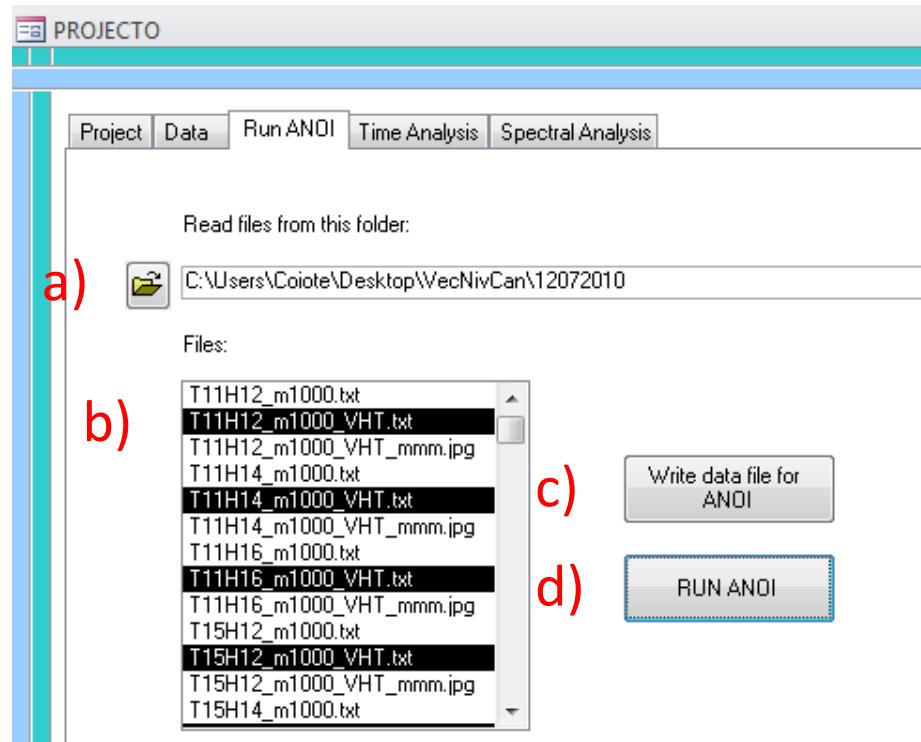 PROJECTO
Project Data Run ANOI Time Analysis Spectral Analysis
Read files from this folder:
a) C:\Users\Coiote\Desktop\VecNivCan\12072010
Files:
b)
T11H12_m1000.txt
T11H12_m1000_VHT.txt
T11H12_m1000_VHT_mmm.jpg
T11H14_m1000.txt
T11H14_m1000_VHT.txt
T11H14_m1000_VHT_mmm.jpg
T11H16_m1000.txt
T11H16_m1000_VHT.txt
T11H16_m1000_VHT_mmm.jpg
T15H12_m1000.txt
T15H12_m1000_VHT.txt
T15H12_m1000_VHT_mmm.jpg
T15H14_m1000.txt
c) Write data file for
ANOI
d) RUN ANOI